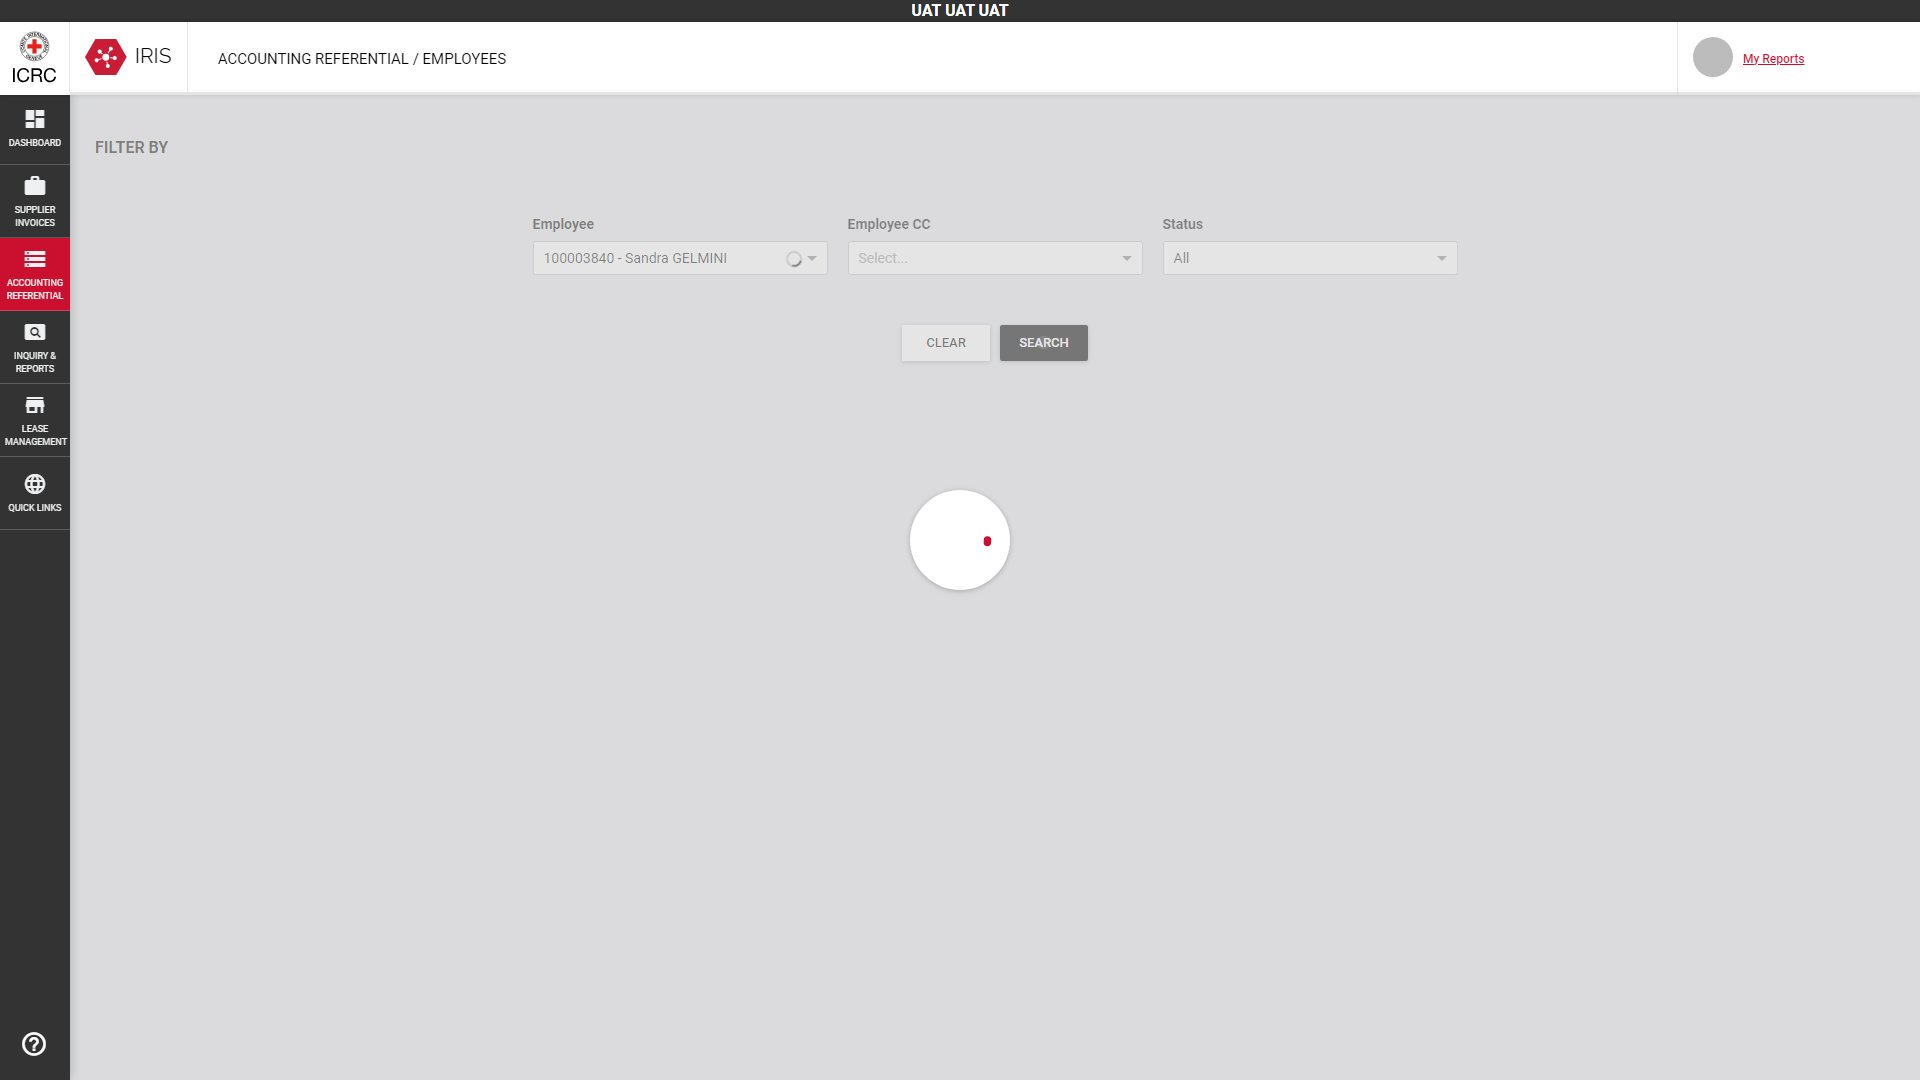 UAT UAT UAT
ICRC
IRIS
ACCOUNTING REFERENTIAL / EMPLOYEES
My Reports
DASHBOARD
SUPPLIER
INVOICES
ACCOUNTING
REFERENTIAL
INQUIRY &
REPORTS
LEASE
MANAGEMENT
QUICK LINKS
FILTER BY
Employee
Employee CC
Status
100003840 - Sandra GELMINI
Select...
All
CLEAR
SEARCH